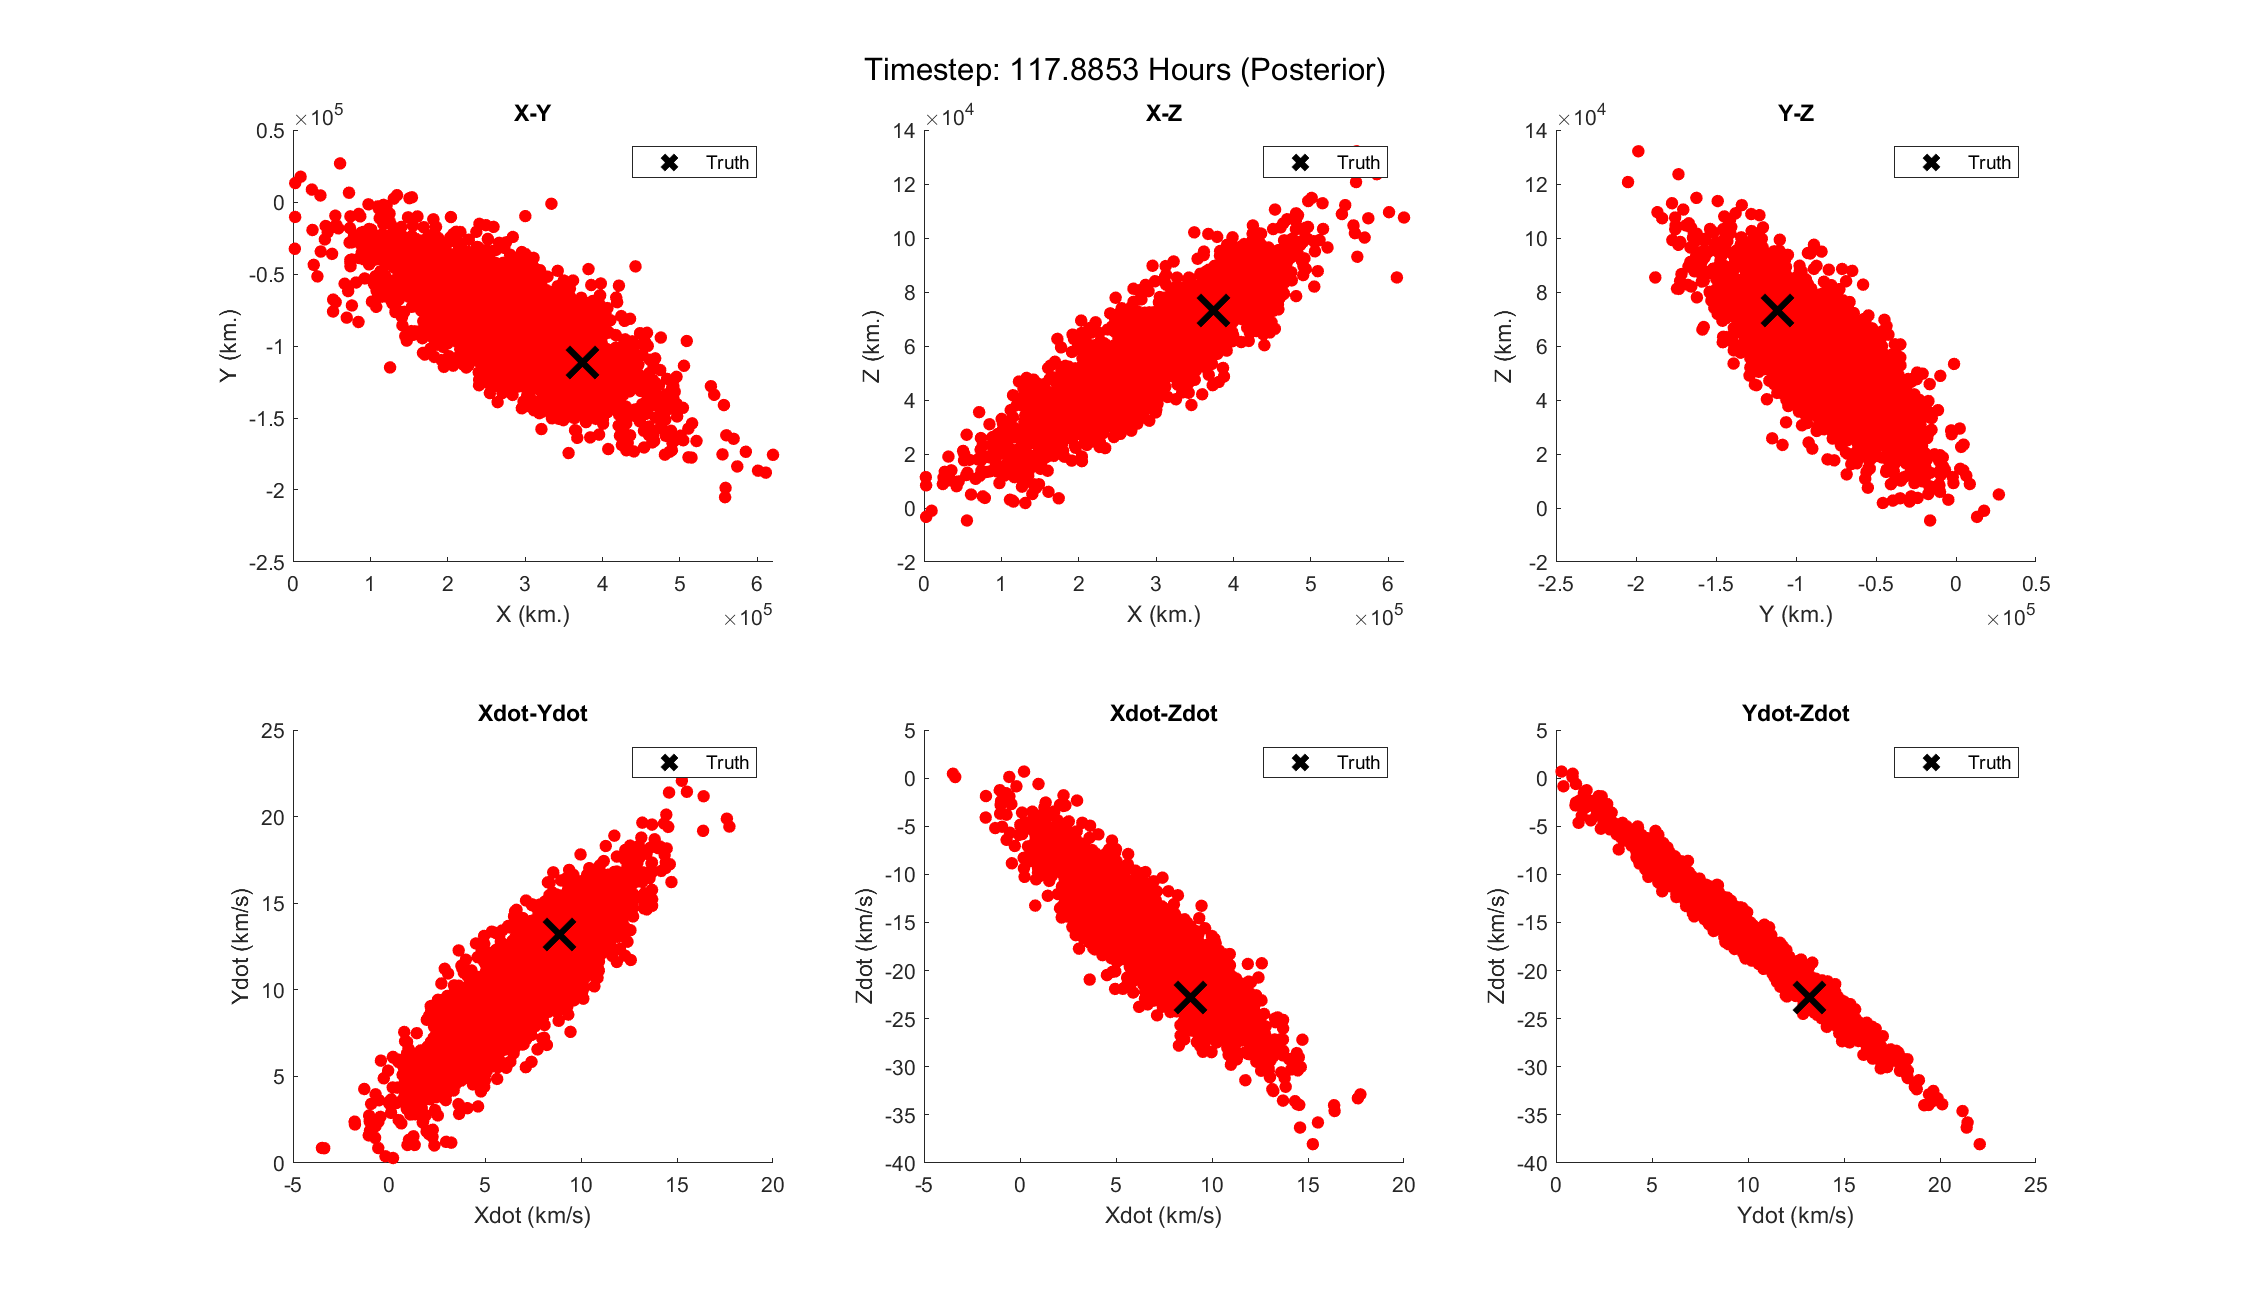 Timestep: 117.8853 Hours (Posterior)
X-Y
×10^5
0.5
0
-0.5
-1
-1.5
-2
-2.5
Y (km.)
0 1 2 3 4 5 6
X (km.)
×10^5
Truth
X-Z
×10^4
14
12
10
8
6
4
2
0
-2
Z (km.)
0 1 2 3 4 5 6
X (km.)
×10^5
Truth
Y-Z
×10^4
14
12
10
8
6
4
2
0
-2
Z (km.)
-2.5 -2 -1.5 -1 -0.5 0 0.5
Y (km.)
×10^5
Truth
Xdot-Ydot
25
20
15
10
5
0
Ydot (km/s)
-5 0 5 10 15 20
Xdot (km/s)
Truth
Xdot-Zdot
5
0
-5
-10
-15
-20
-25
-30
-35
-40
Zdot (km/s)
-5 0 5 10 15 20
Xdot (km/s)
Truth
Ydot-Zdot
5
0
-5
-10
-15
-20
-25
-30
-35
-40
Zdot (km/s)
0 5 10 15 20 25
Ydot (km/s)
Truth